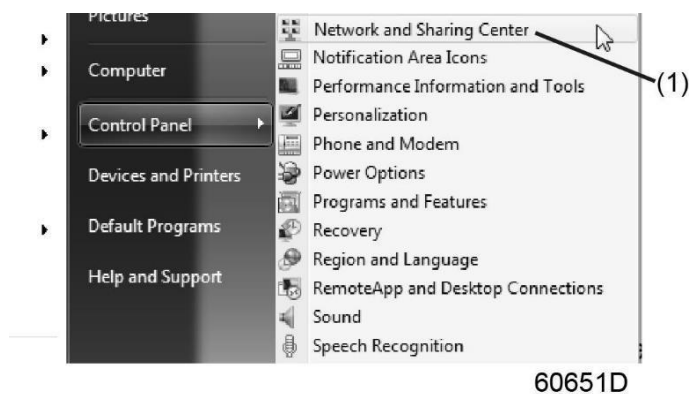 Pictures
Computer
Control Panel
Devices and Printers
Default Programs
Help and Support
Network and Sharing Center
Notification Area Icons
Performance Information and Tools
Personalization
Phone and Modem
Power Options
Programs and Features
Recovery
Region and Language
RemoteApp and Desktop Connections
Sound
Speech Recognition
(1)
60651D